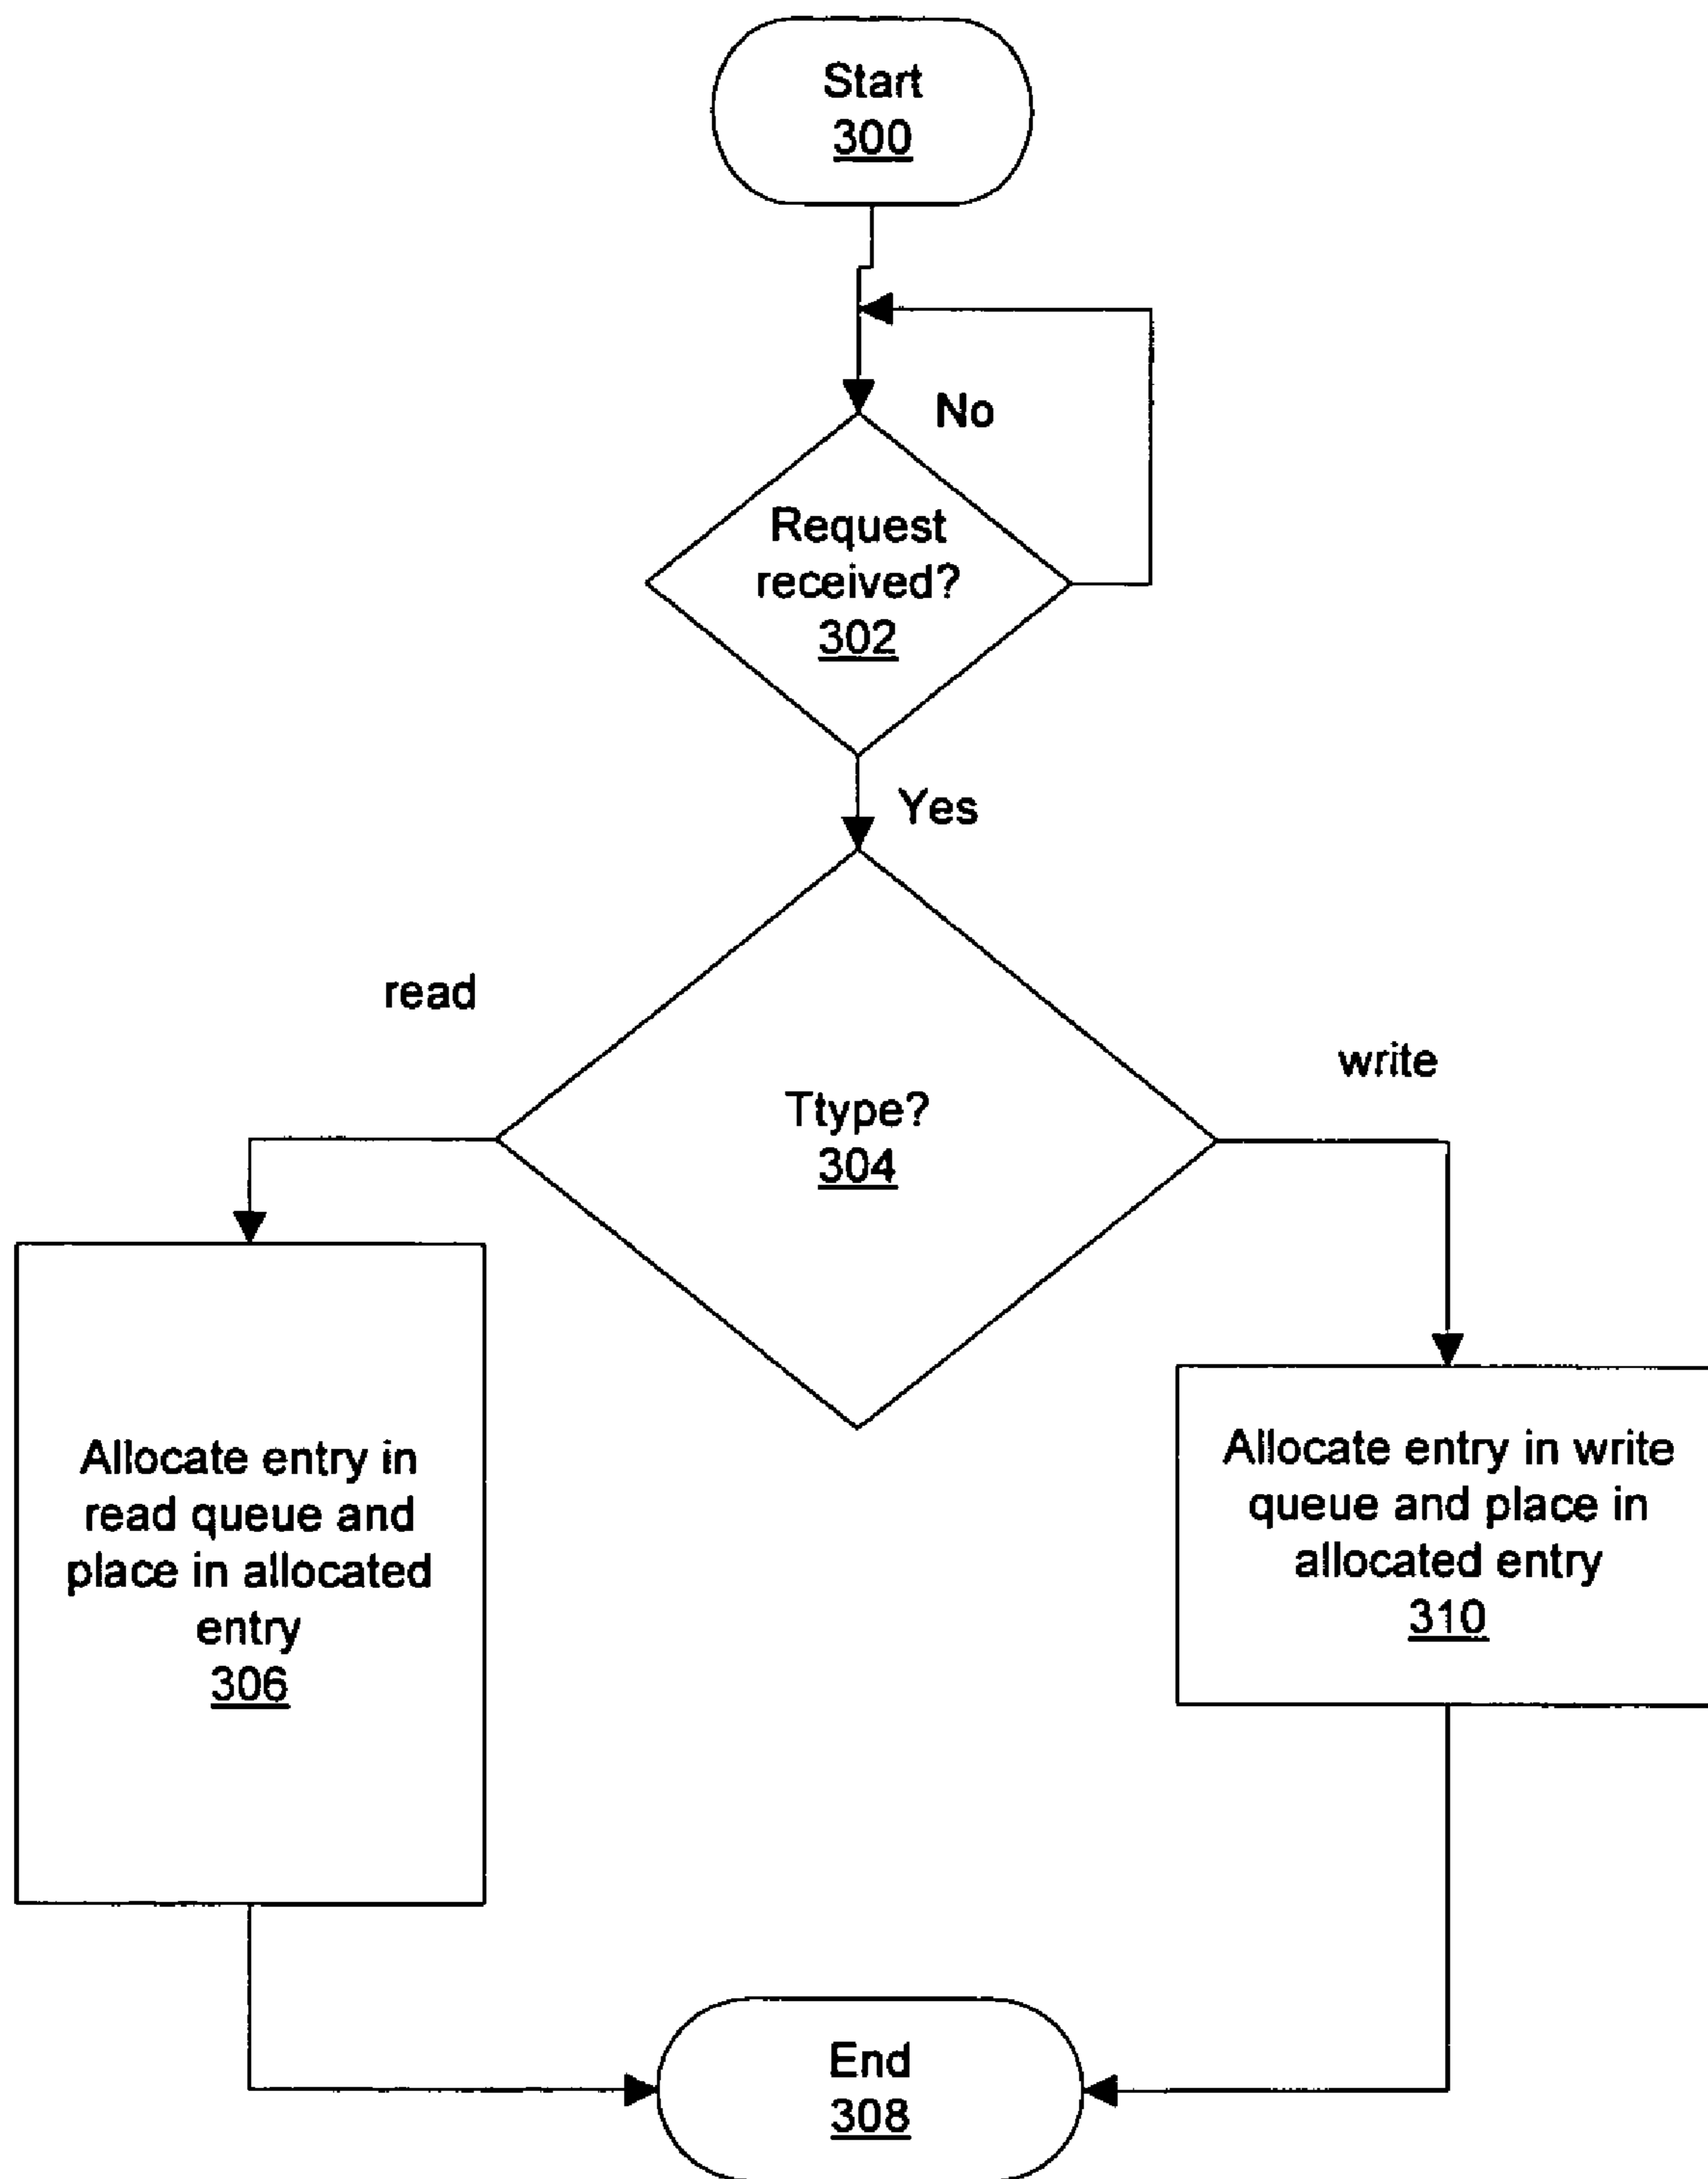 Start
300
No
Request
received?
302
Yes
read
write
Ttype?
304
Allocate entry in
read queue and
place in allocated
entry
306
Allocate entry in write
queue and place in
allocated entry
310
End
308